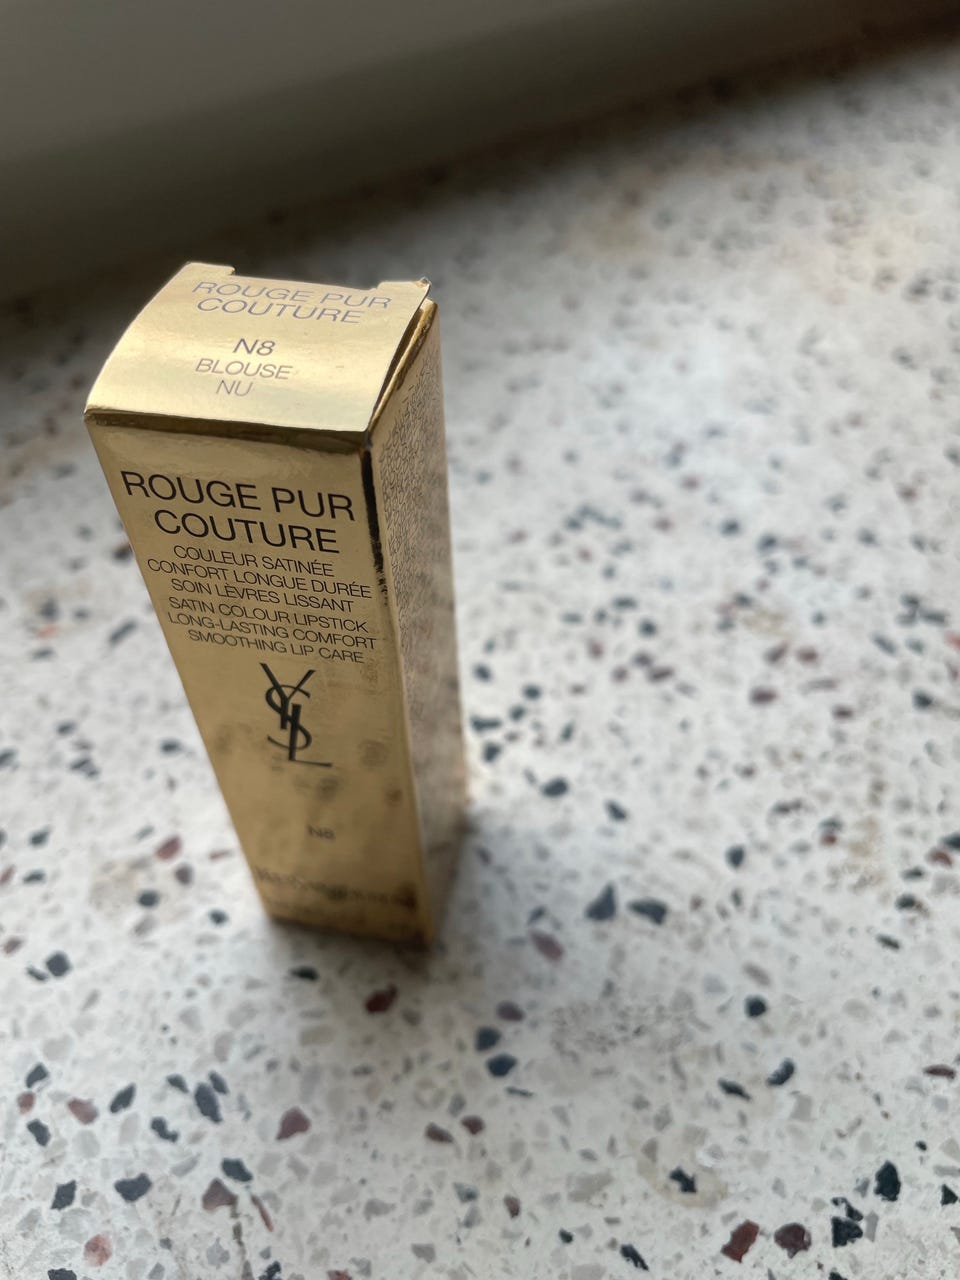 ROUGE PUR
COUTURE
N8
BLOUSE
NU
ROUGE PUR
COUTURE
COULEUR SATINÉE
CONFORT LONGUE DURÉE
SOIN LÈVRES LISSANT
SATIN COLOUR LIPSTICK
LONG-LASTING COMFORT
SMOOTHING LIP CARE
YSL
N8